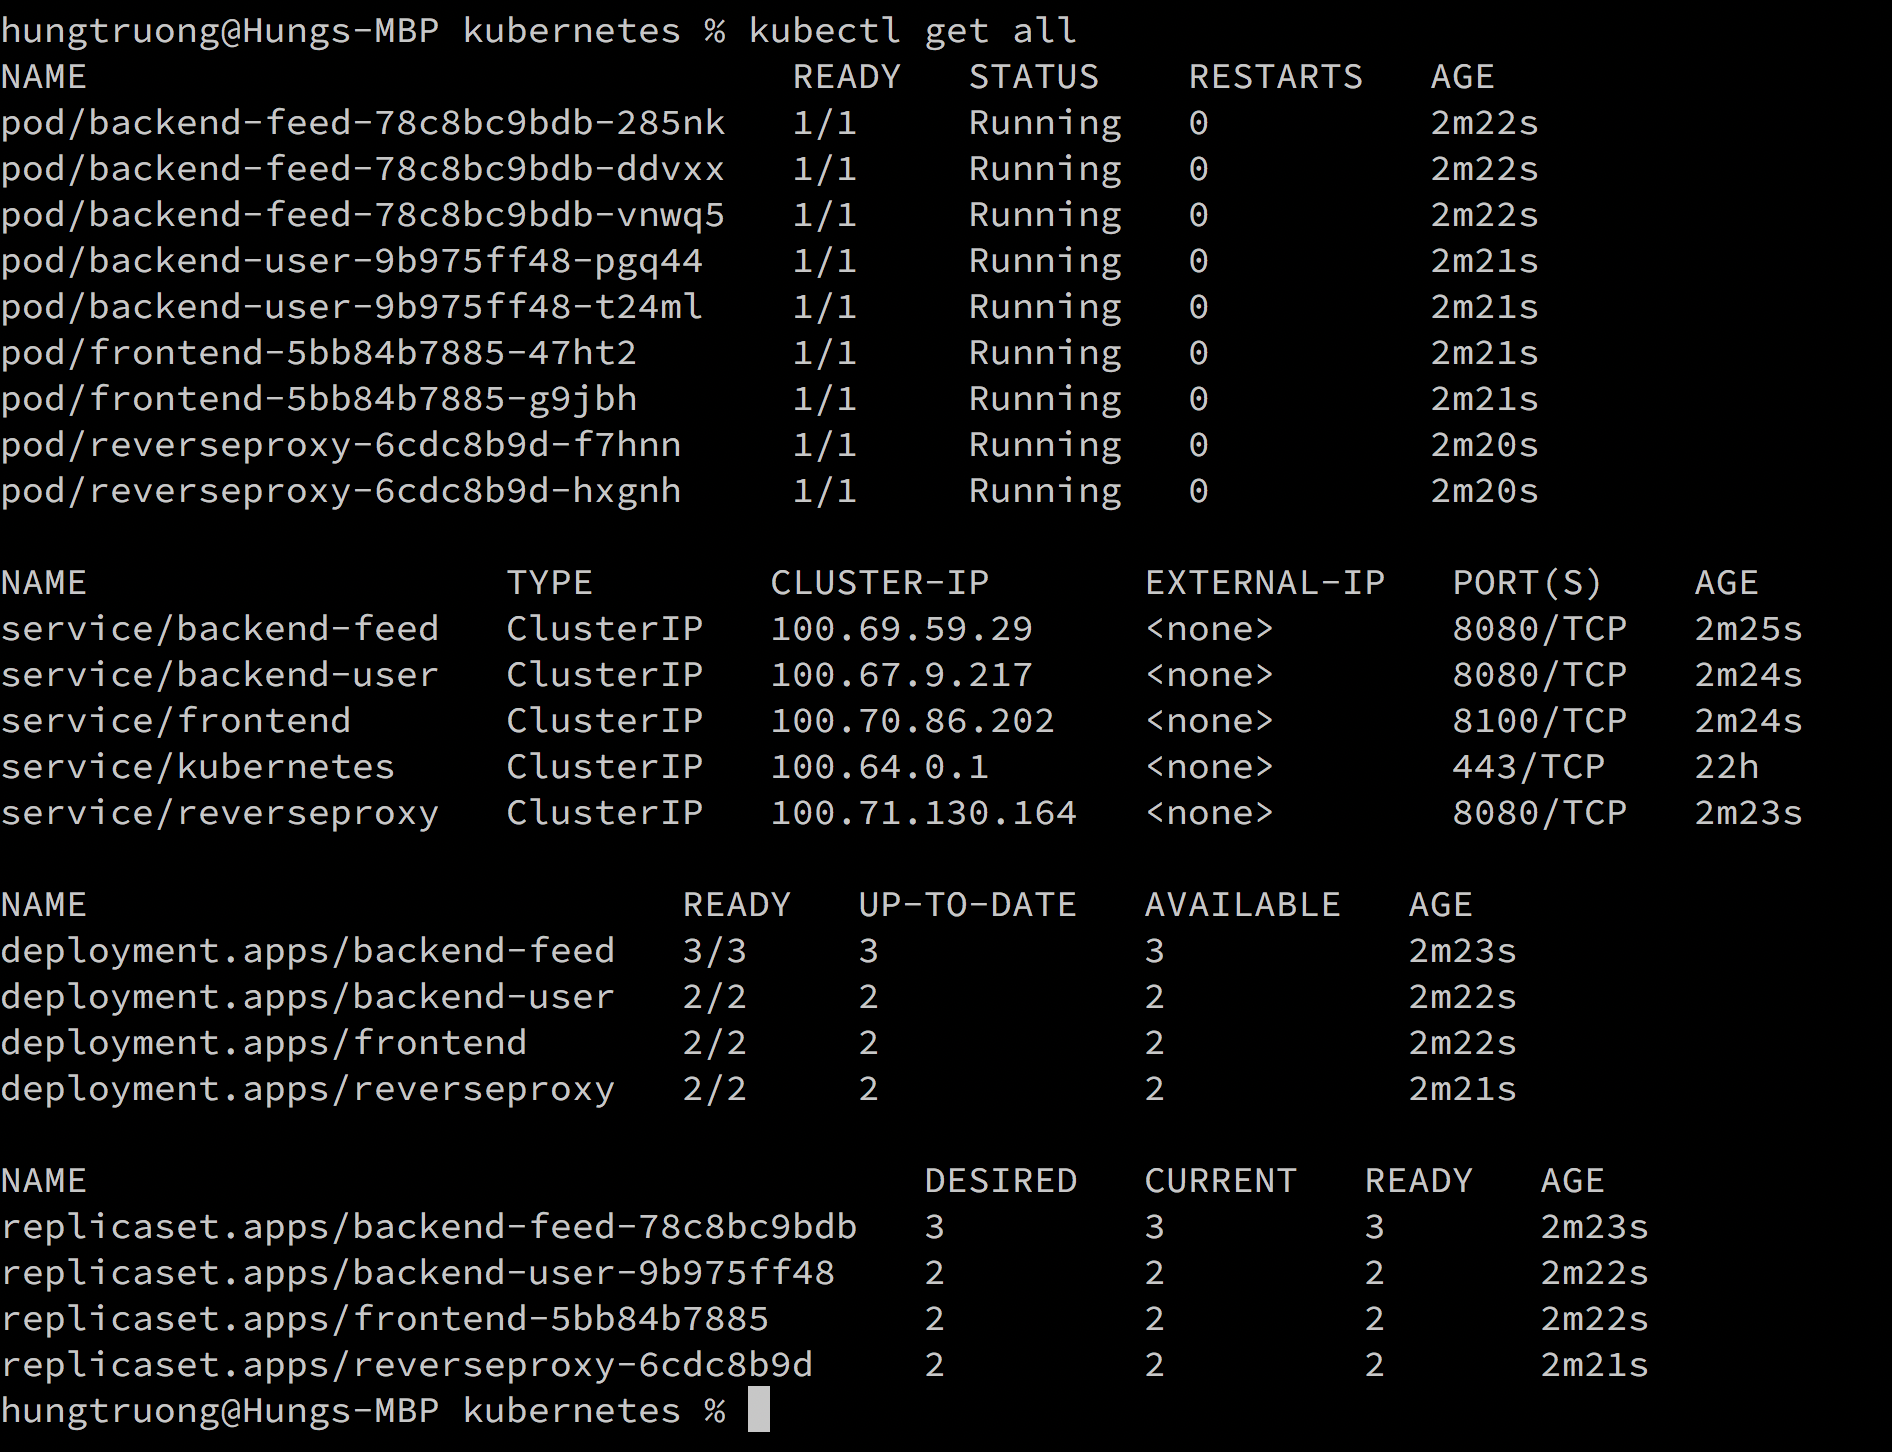 hungtruong@Hungs-MBP kubernetes % kubectl get all
NAME                                READY   STATUS    RESTARTS   AGE
pod/backend-feed-78c8bc9bdb-285nk   1/1     Running   0          2m22s
pod/backend-feed-78c8bc9bdb-ddvxx   1/1     Running   0          2m22s
pod/backend-feed-78c8bc9bdb-vnwq5   1/1     Running   0          2m22s
pod/backend-user-9b975ff48-pgq44    1/1     Running   0          2m21s
pod/backend-user-9b975ff48-t24ml    1/1     Running   0          2m21s
pod/frontend-5bb84b7885-47ht2       1/1     Running   0          2m21s
pod/frontend-5bb84b7885-g9jbh       1/1     Running   0          2m21s
pod/reverseproxy-6cdc8b9d-f7hnn     1/1     Running   0          2m20s
pod/reverseproxy-6cdc8b9d-hxgnh     1/1     Running   0          2m20s

NAME                   TYPE        CLUSTER-IP       EXTERNAL-IP   PORT(S)    AGE
service/backend-feed   ClusterIP   100.69.59.29     <none>        8080/TCP   2m25s
service/backend-user   ClusterIP   100.67.9.217     <none>        8080/TCP   2m24s
service/frontend       ClusterIP   100.70.86.202    <none>        8100/TCP   2m24s
service/kubernetes     ClusterIP   100.64.0.1       <none>        443/TCP    22h
service/reverseproxy   ClusterIP   100.71.130.164   <none>        8080/TCP   2m23s

NAME                           READY   UP-TO-DATE   AVAILABLE   AGE
deployment.apps/backend-feed   3/3     3            3           2m23s
deployment.apps/backend-user   2/2     2            2           2m22s
deployment.apps/frontend       2/2     2            2           2m22s
deployment.apps/reverseproxy   2/2     2            2           2m21s

NAME                                      DESIRED   CURRENT   READY   AGE
replicaset.apps/backend-feed-78c8bc9bdb   3         3         3       2m23s
replicaset.apps/backend-user-9b975ff48    2         2         2       2m22s
replicaset.apps/frontend-5bb84b7885       2         2         2       2m22s
replicaset.apps/reverseproxy-6cdc8b9d     2         2         2       2m21s
hungtruong@Hungs-MBP kubernetes %